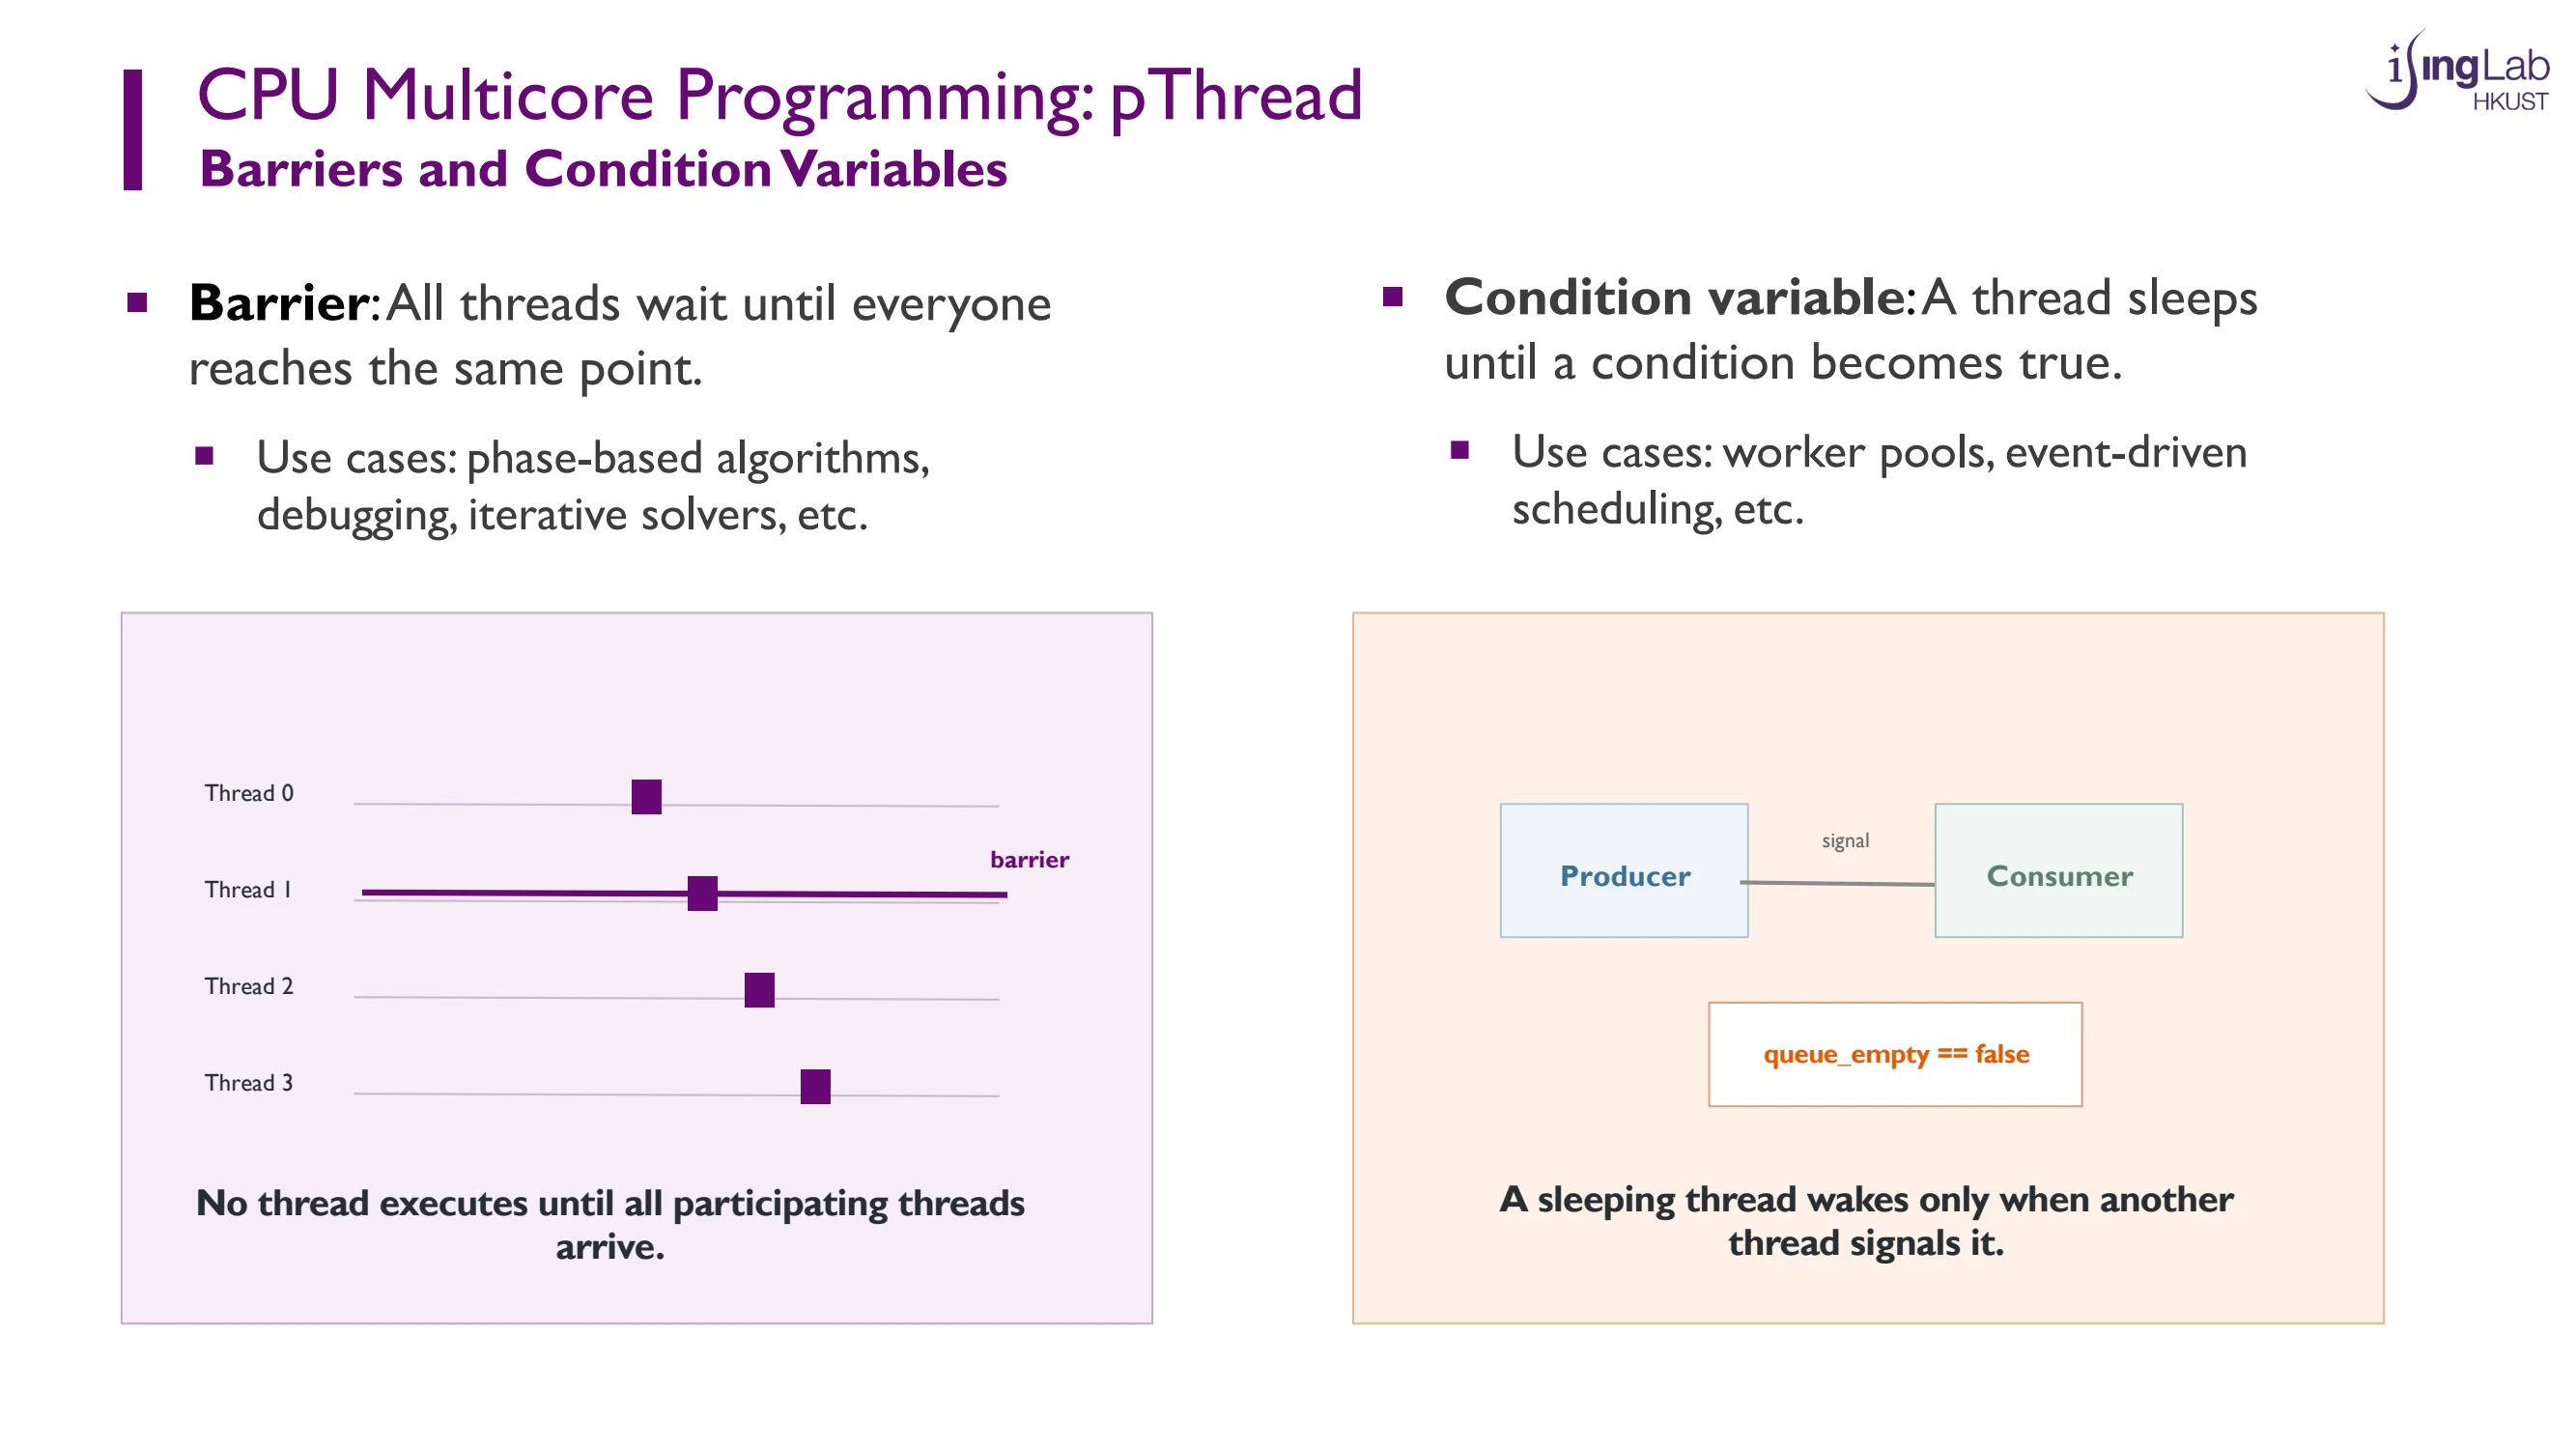 CPU Multicore Programming: pThread
Barriers and Condition Variables
isingLab
HKUST
Barrier: All threads wait until everyone
reaches the same point.
Use cases: phase-based algorithms,
debugging, iterative solvers, etc.
Condition variable: A thread sleeps
until a condition becomes true.
Use cases: worker pools, event-driven
scheduling, etc.
Thread 0
barrier
Thread 1
Thread 2
Thread 3
No thread executes until all participating threads
arrive.
signal
Producer
Consumer
queue_empty == false
A sleeping thread wakes only when another
thread signals it.